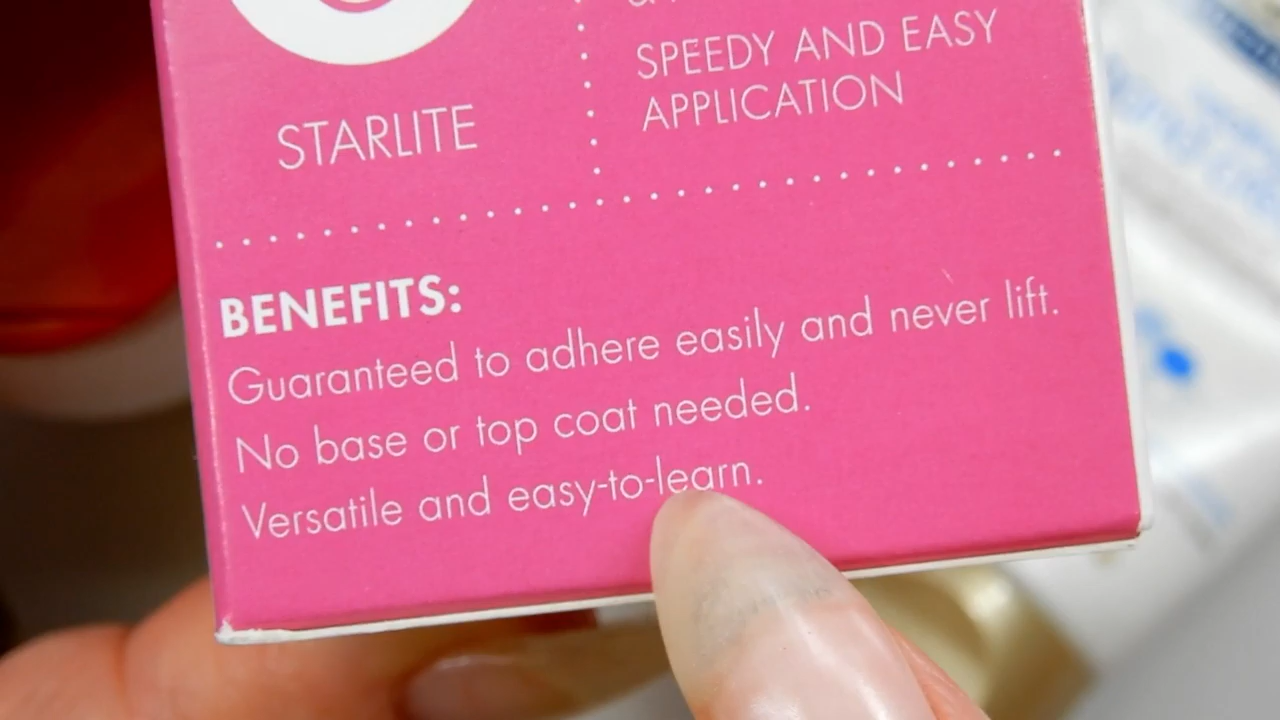 STARLITE
SPEEDY AND EASY
APPLICATION
BENEFITS:
Guaranteed to adhere easily and never lift.
No base or top coat needed.
Versatile and easy-to-learn.